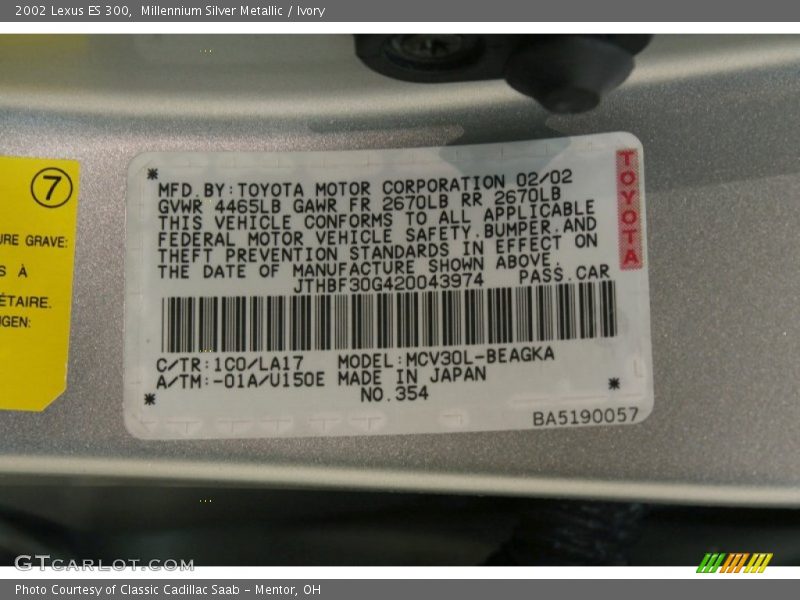 2002 Lexus ES 300, Millennium Silver Metallic / Ivory
7
URE GRAVE:
S À
ÉTAIRE.
UGEN:
* MFD. BY:TOYOTA MOTOR CORPORATION 02/02
GVWR 4465LB GAWR FR 2670LB RR 2670LB
THIS VEHICLE CONFORMS TO ALL APPLICABLE
FEDERAL MOTOR VEHICLE SAFETY.BUMPER.AND
THEFT PREVENTION STANDARDS IN EFFECT ON
THE DATE OF MANUFACTURE SHOWN ABOVE.
JTHBF30G420043974 PASS.CAR
TOYOTA
C/TR:1C0/LA17 MODEL:MCV30L-BEAGKA
A/TM:-01A/U150E MADE IN JAPAN *
* NO.354
BA5190057
GTCARLOT.COM
Photo Courtesy of Classic Cadillac Saab - Mentor, OH